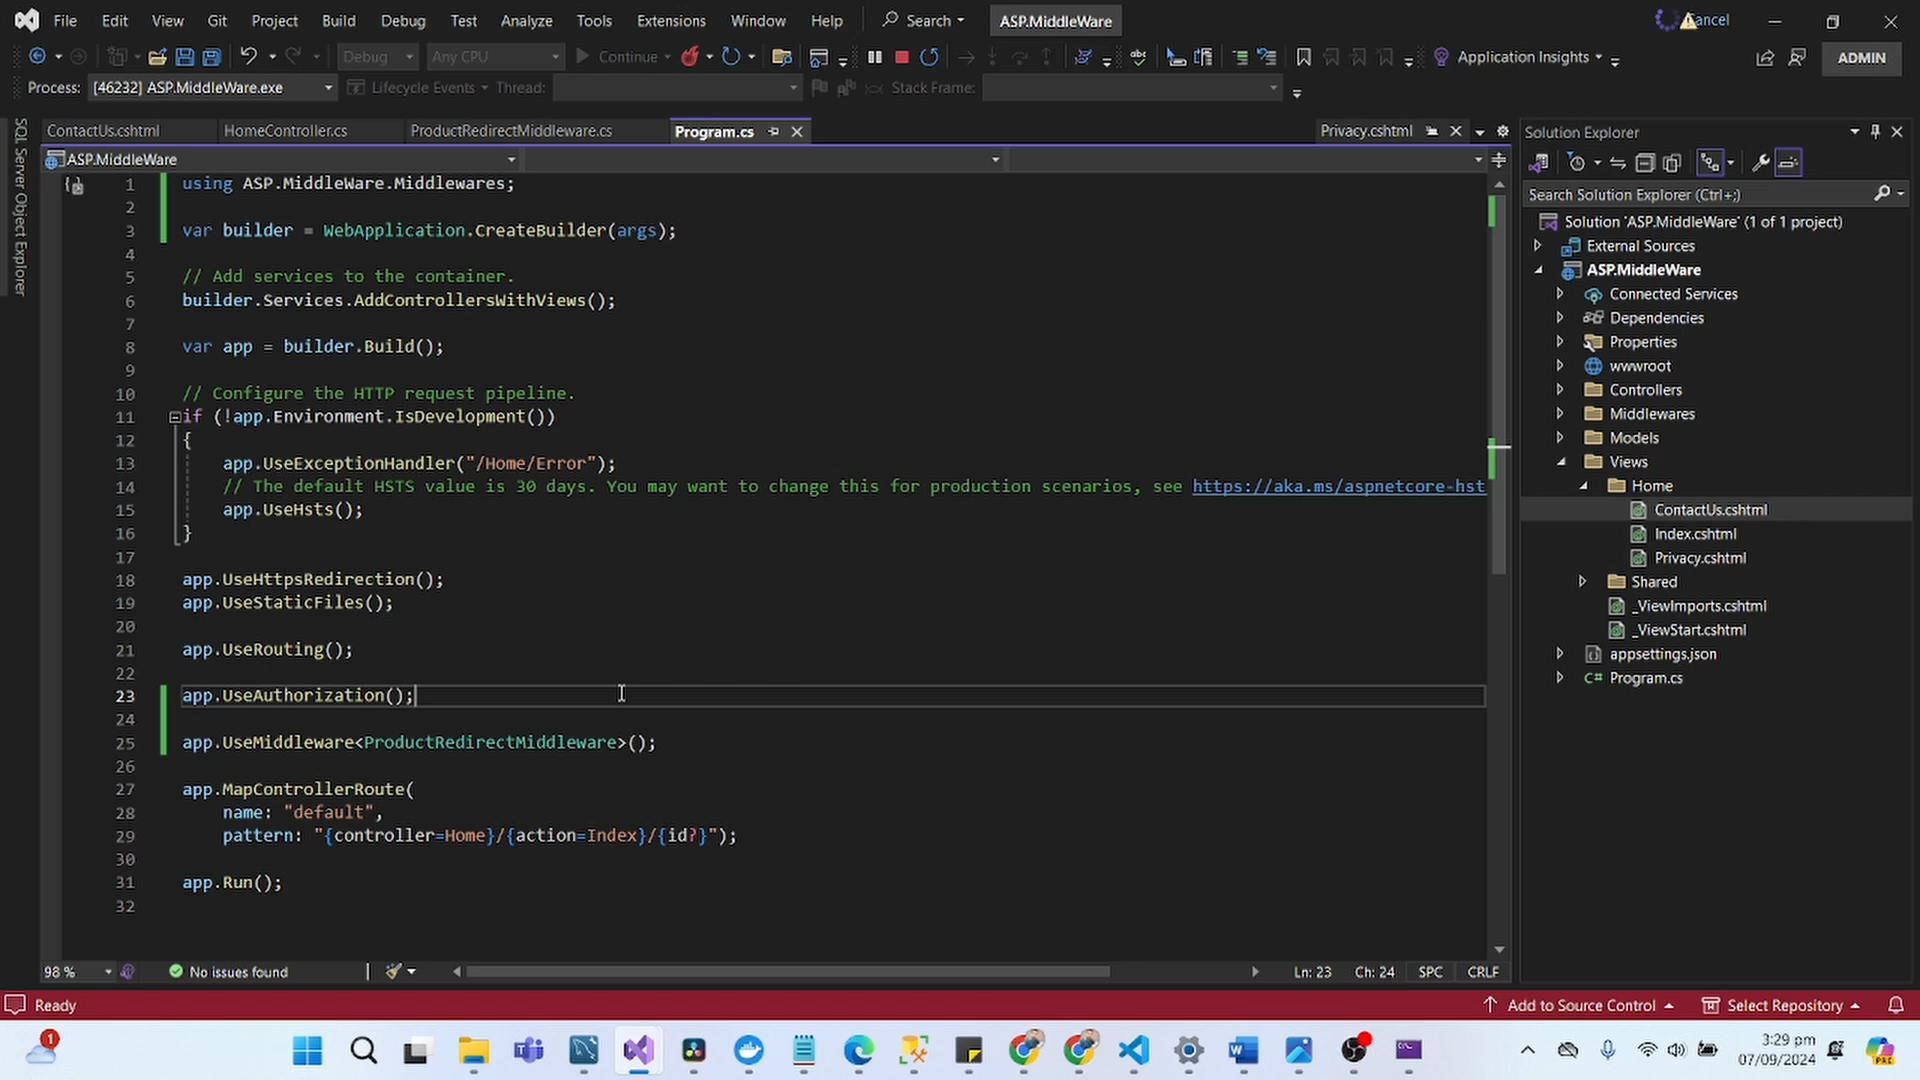 File Edit View Git Project Build Debug Test Analyze Tools Extensions Window Help Search ASP.MiddleWare
Debug Any CPU Continue Application Insights ADMIN
Process: [46232] ASP.MiddleWare.exe Lifecycle Events Thread: Stack Frame:
SQL Server Object Explorer
ContactUs.cshtml HomeController.cs ProductRedirectMiddleware.cs Program.cs Privacy.cshtml
ASP.MiddleWare
1 using ASP.MiddleWare.Middlewares;
2
3 var builder = WebApplication.CreateBuilder(args);
4
5 // Add services to the container.
6 builder.Services.AddControllersWithViews();
7
8 var app = builder.Build();
9
10 // Configure the HTTP request pipeline.
11 if (!app.Environment.IsDevelopment())
12 {
13 app.UseExceptionHandler("/Home/Error");
14 // The default HSTS value is 30 days. You may want to change this for production scenarios, see https://aka.ms/aspnetcore-hst
15 app.UseHsts();
16 }
17
18 app.UseHttpsRedirection();
19 app.UseStaticFiles();
20
21 app.UseRouting();
22
23 app.UseAuthorization();
24
25 app.UseMiddleware<ProductRedirectMiddleware>();
26
27 app.MapControllerRoute(
28 name: "default",
29 pattern: "{controller=Home}/{action=Index}/{id?}");
30
31 app.Run();
32
98 % No issues found Ln: 23 Ch: 24 SPC CRLF
Solution Explorer
Search Solution Explorer (Ctrl+;)
Solution 'ASP.MiddleWare' (1 of 1 project)
External Sources
ASP.MiddleWare
Connected Services
Dependencies
Properties
wwwroot
Controllers
Middlewares
Models
Views
Home
ContactUs.cshtml
Index.cshtml
Privacy.cshtml
Shared
_ViewImports.cshtml
_ViewStart.cshtml
appsettings.json
Program.cs
Ready Add to Source Control Select Repository
1
3:29 pm
07/09/2024
PRE